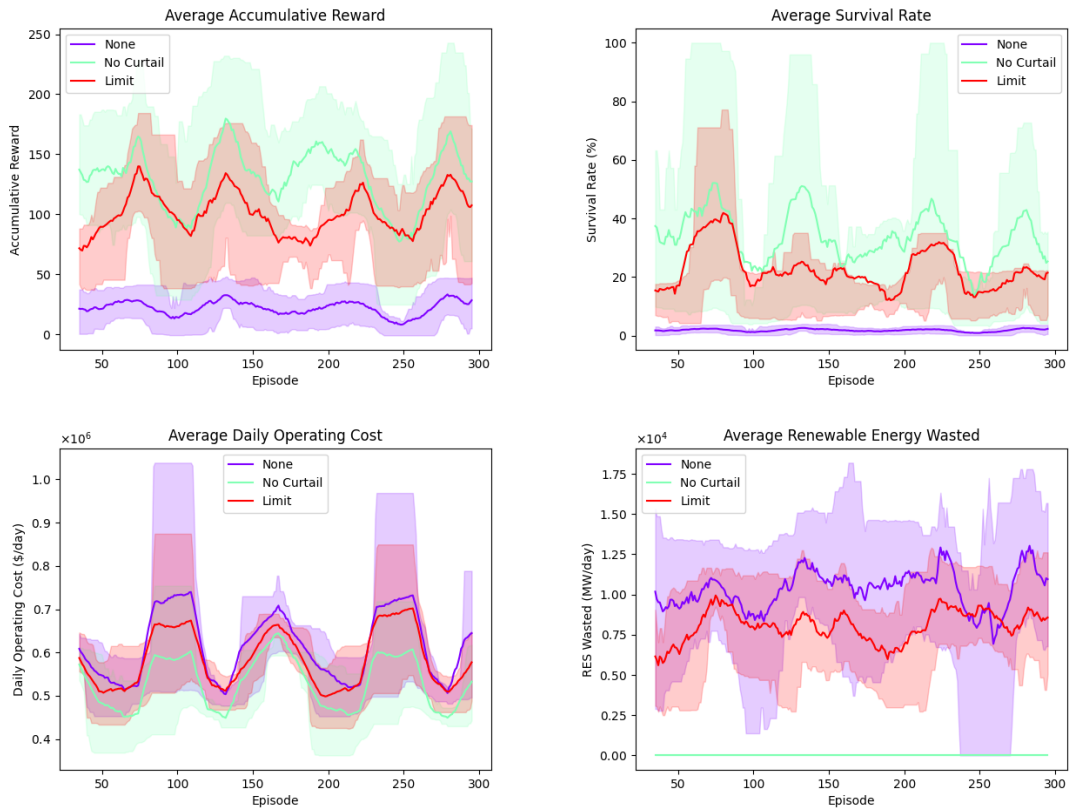 Average Accumulative Reward
250
200
150
100
50
0
Accumulative Reward
None
No Curtail
Limit
50 100 150 200 250 300
Episode
Average Survival Rate
100
80
60
40
20
0
Survival Rate (%)
None
No Curtail
Limit
50 100 150 200 250 300
Episode
×10⁶
Average Daily Operating Cost
1.0
0.9
0.8
0.7
0.6
0.5
0.4
Daily Operating Cost ($/day)
None
No Curtail
Limit
50 100 150 200 250 300
Episode
×10⁴
Average Renewable Energy Wasted
1.75
1.50
1.25
1.00
0.75
0.50
0.25
0.00
RES Wasted (MW/day)
None
No Curtail
Limit
50 100 150 200 250 300
Episode